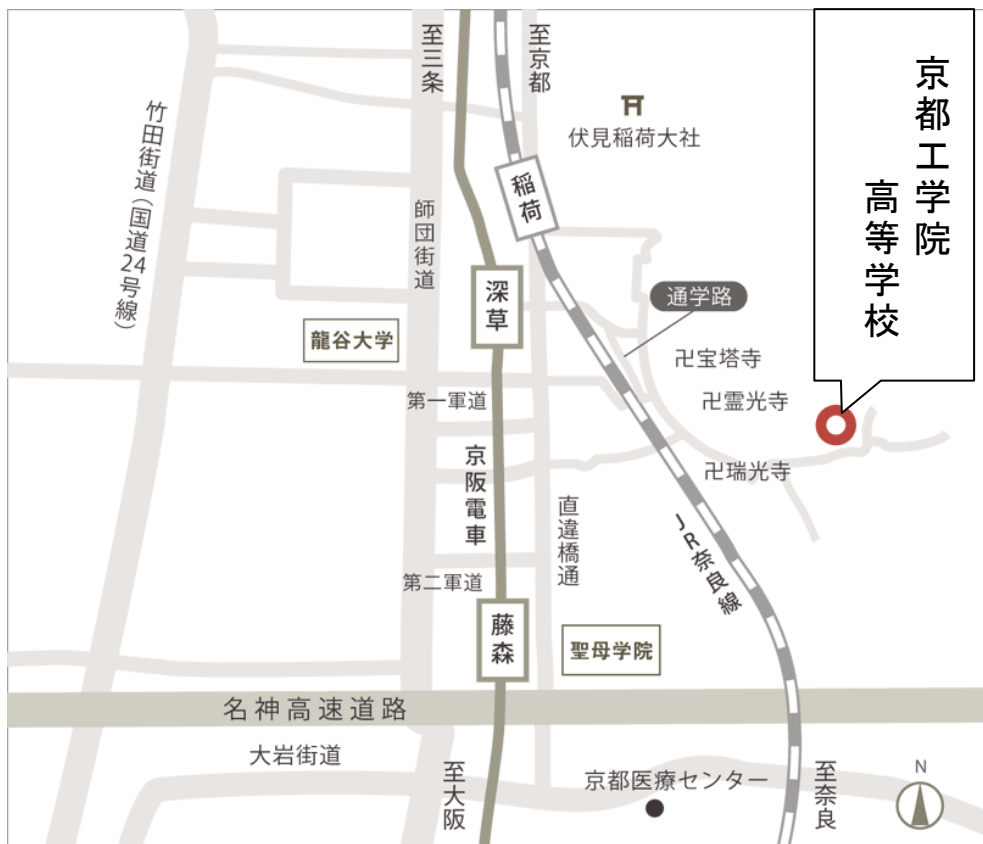 至三条
至京都
京都工学院
高等学校
伏見稲荷大社
竹田街道(国道24号線)
稲荷
師団街道
深草
通学路
龍谷大学
卍宝塔寺
第一軍道
卍霊光寺
京阪電車
卍瑞光寺
直違橋通
JR奈良線
第二軍道
藤森
聖母学院
名神高速道路
大岩街道
至大阪
京都医療センター
至奈良
N